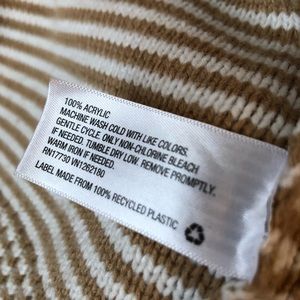 100% ACRYLIC
MACHINE WASH COLD WITH LIKE COLORS.
GENTLE CYCLE. ONLY NON-CHLORINE BLEACH
IF NEEDED. TUMBLE DRY LOW. REMOVE PROMPTLY.
WARM IRON IF NEEDED.
RN17730 VN1262180
LABEL MADE FROM 100% RECYCLED PLASTIC